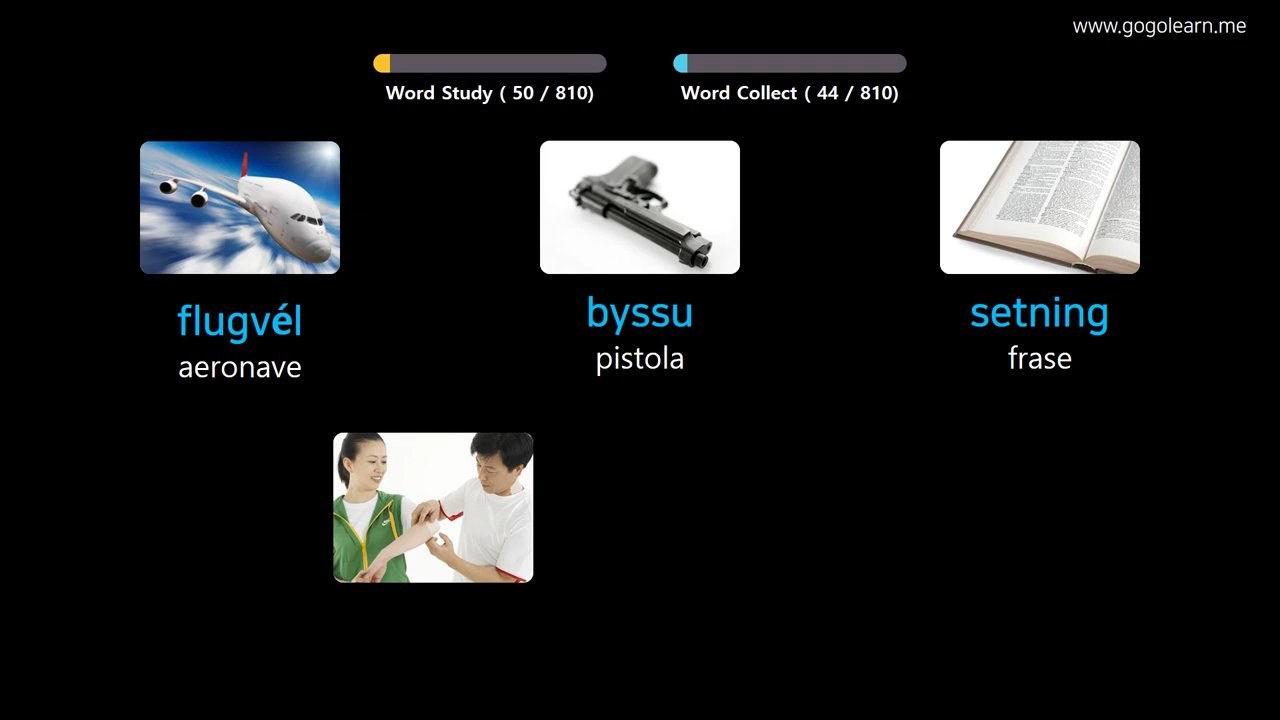 www.gogolearn.me
Word Study ( 50 / 810)
Word Collect ( 44 / 810)
flugvél
aeronave
byssu
pistola
setning
frase